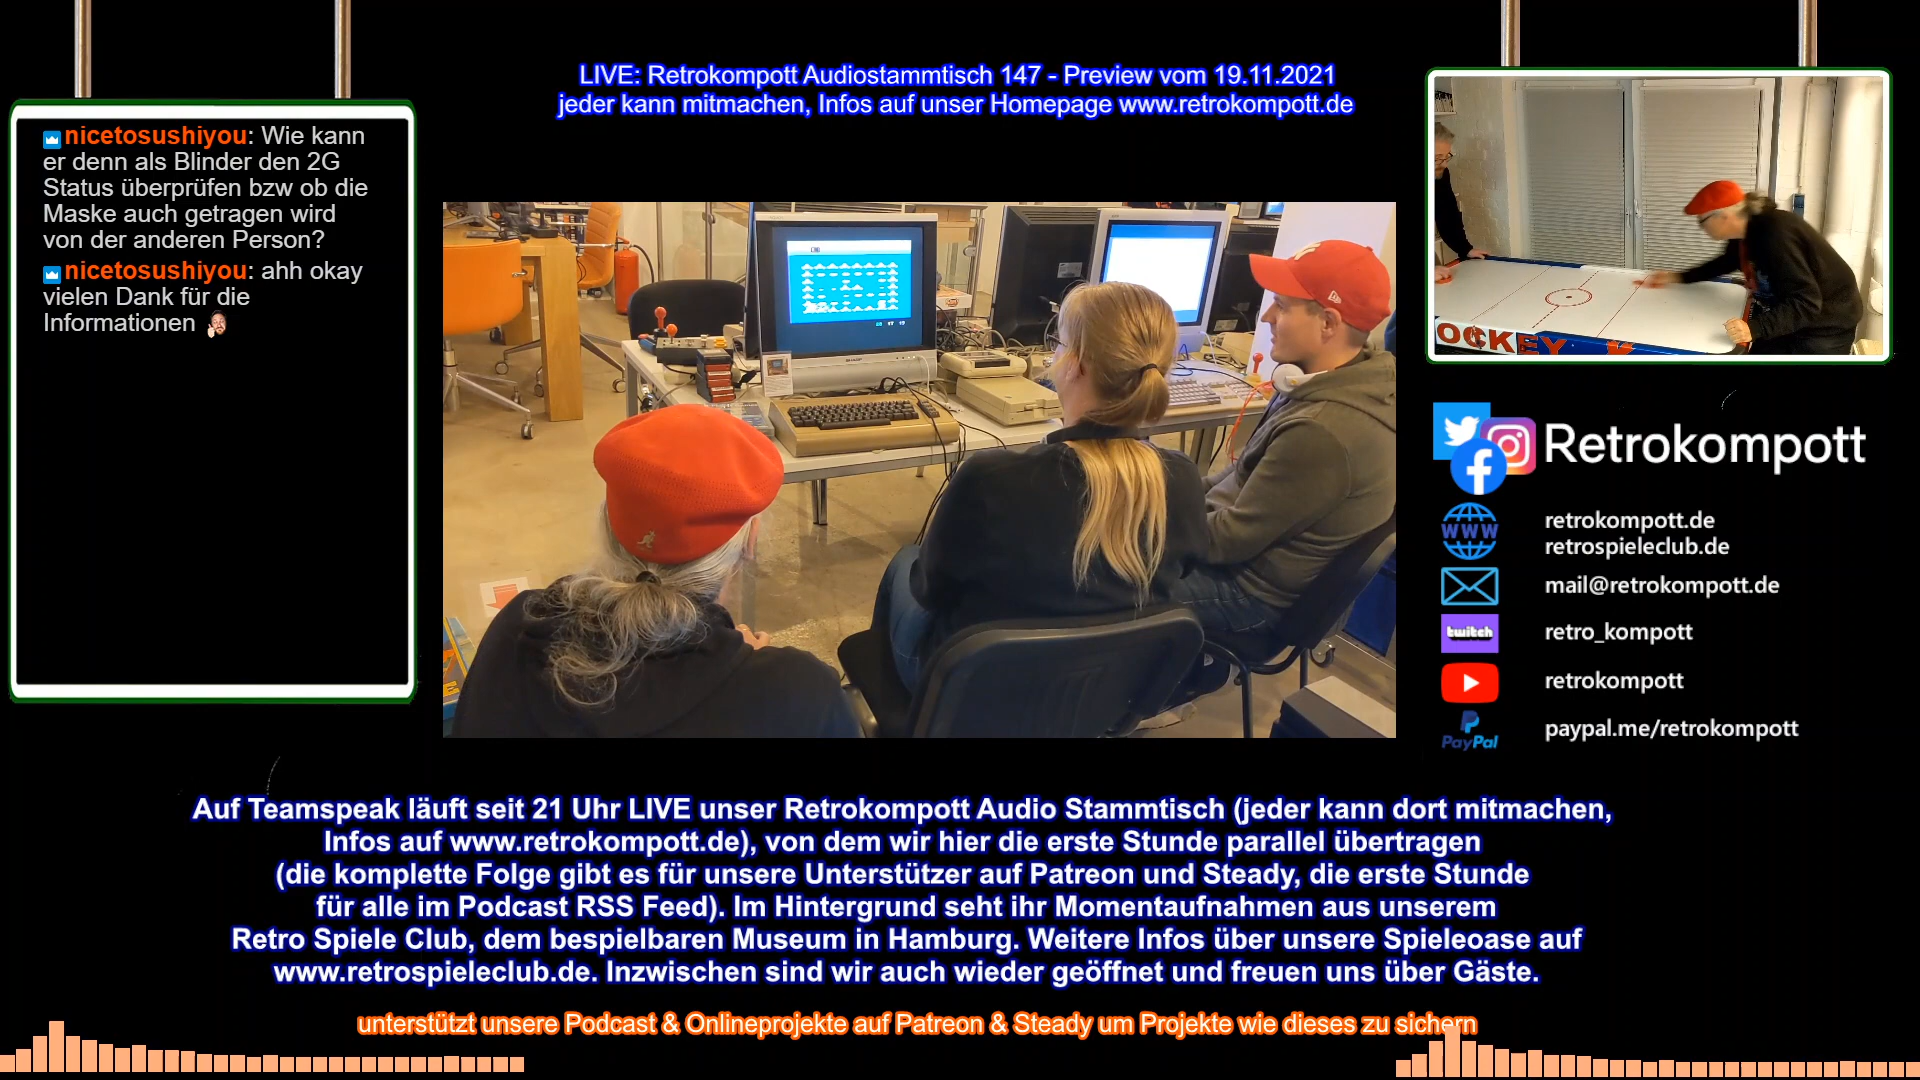 LIVE: Retrokompott Audiostammtisch 147 - Preview vom 19.11.2021
jeder kann mitmachen, Infos auf unser Homepage www.retrokompott.de
nicetosushiyou: Wie kann
er denn als Blinder den 2G
Status überprüfen bzw ob die
Maske auch getragen wird
von der anderen Person?
nicetosushiyou: ahh okay
vielen Dank für die
Informationen
OCKEY
Retrokompott
WWW
retrokompott.de
retrospieleclub.de
mail@retrokompott.de
twitch
retro_kompott
retrokompott
PayPal
paypal.me/retrokompott
Auf Teamspeak läuft seit 21 Uhr LIVE unser Retrokompott Audio Stammtisch (jeder kann dort mitmachen,
Infos auf www.retrokompott.de), von dem wir hier die erste Stunde parallel übertragen
(die komplette Folge gibt es für unsere Unterstützer auf Patreon und Steady, die erste Stunde
für alle im Podcast RSS Feed). Im Hintergrund seht ihr Momentaufnahmen aus unserem
Retro Spiele Club, dem bespielbaren Museum in Hamburg. Weitere Infos über unsere Spieleoase auf
www.retrospieleclub.de. Inzwischen sind wir auch wieder geöffnet und freuen uns über Gäste.
unterstützt unsere Podcast & Onlineprojekte auf Patreon & Steady um Projekte wie dieses zu sichern